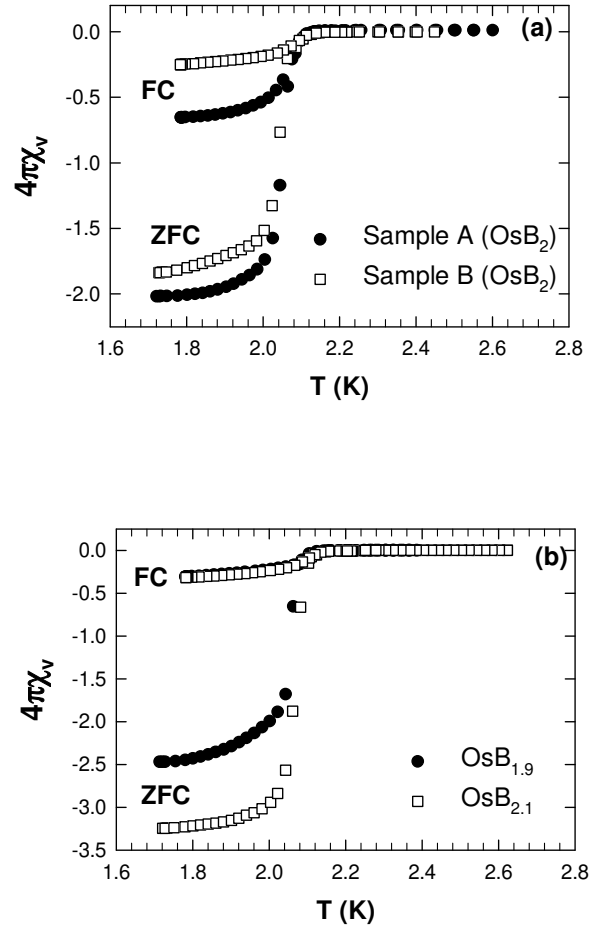 0.0
(a)
FC
-0.5
-1.0
4πχv
ZFC
-1.5
Sample A (OsB2)
Sample B (OsB2)
-2.0
1.6 1.8 2.0 2.2 2.4 2.6 2.8
T (K)
0.0
(b)
FC
-0.5
-1.0
-1.5
4πχv
-2.0
-2.5
OsB1.9
ZFC
OsB2.1
-3.0
-3.5
1.6 1.8 2.0 2.2 2.4 2.6 2.8
T (K)